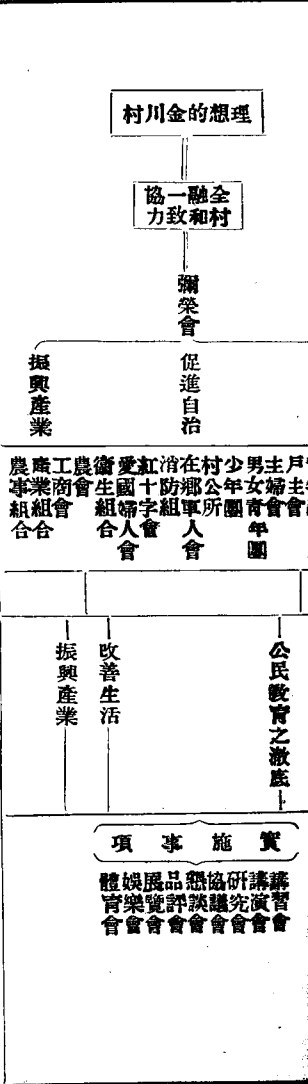 理想的金川村
全村
融和
一致
協力
彌榮會
促進自治
振興產業
戶主會
主婦會
男女青年團
少年團
村公所
在鄉軍人會
消防組
紅十字會
愛國婦人會
衛生組合
農會
工商會
產業組合
農事組合
公民教育之澈底
改善生活
振興產業
實施事項
講習會
講演會
研究會
協議會
懇談會
品評會
展覽會
娛樂會
體育會